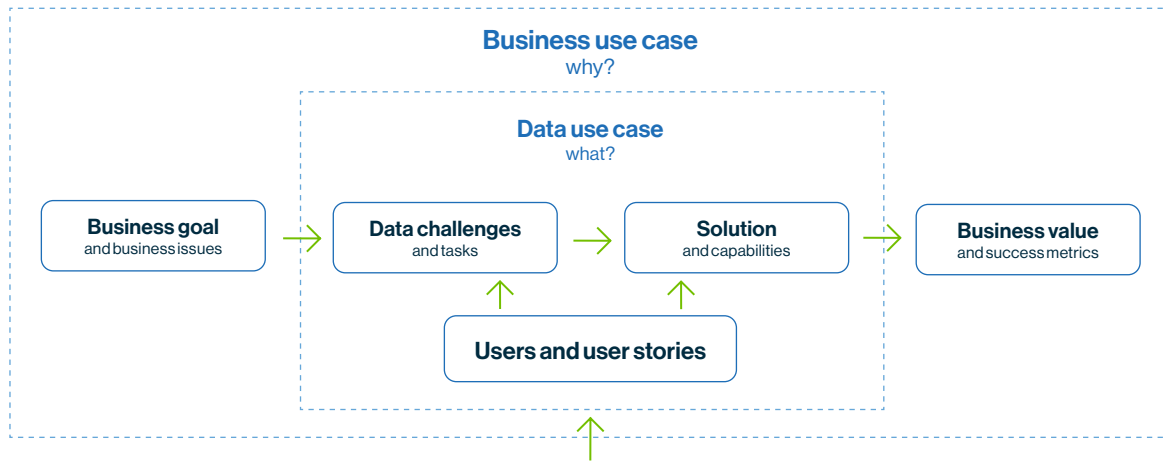 Business use case
why?
Data use case
what?
Business goal
and business issues
Data challenges
and tasks
Solution
and capabilities
Business value
and success metrics
Users and user stories